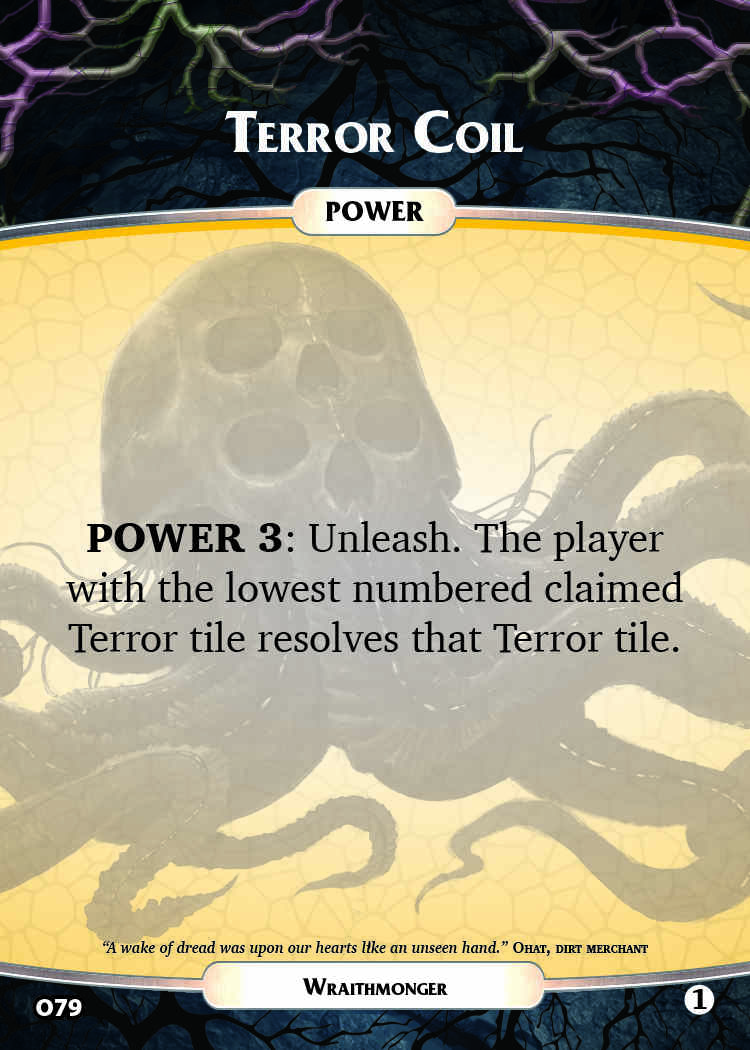 Terror Coil
POWER
POWER 3: Unleash. The player
with the lowest numbered claimed
Terror tile resolves that Terror tile.
“A wake of dread was upon our hearts like an unseen hand.” Ohat, dirt merchant
Wraithmonger
079
1